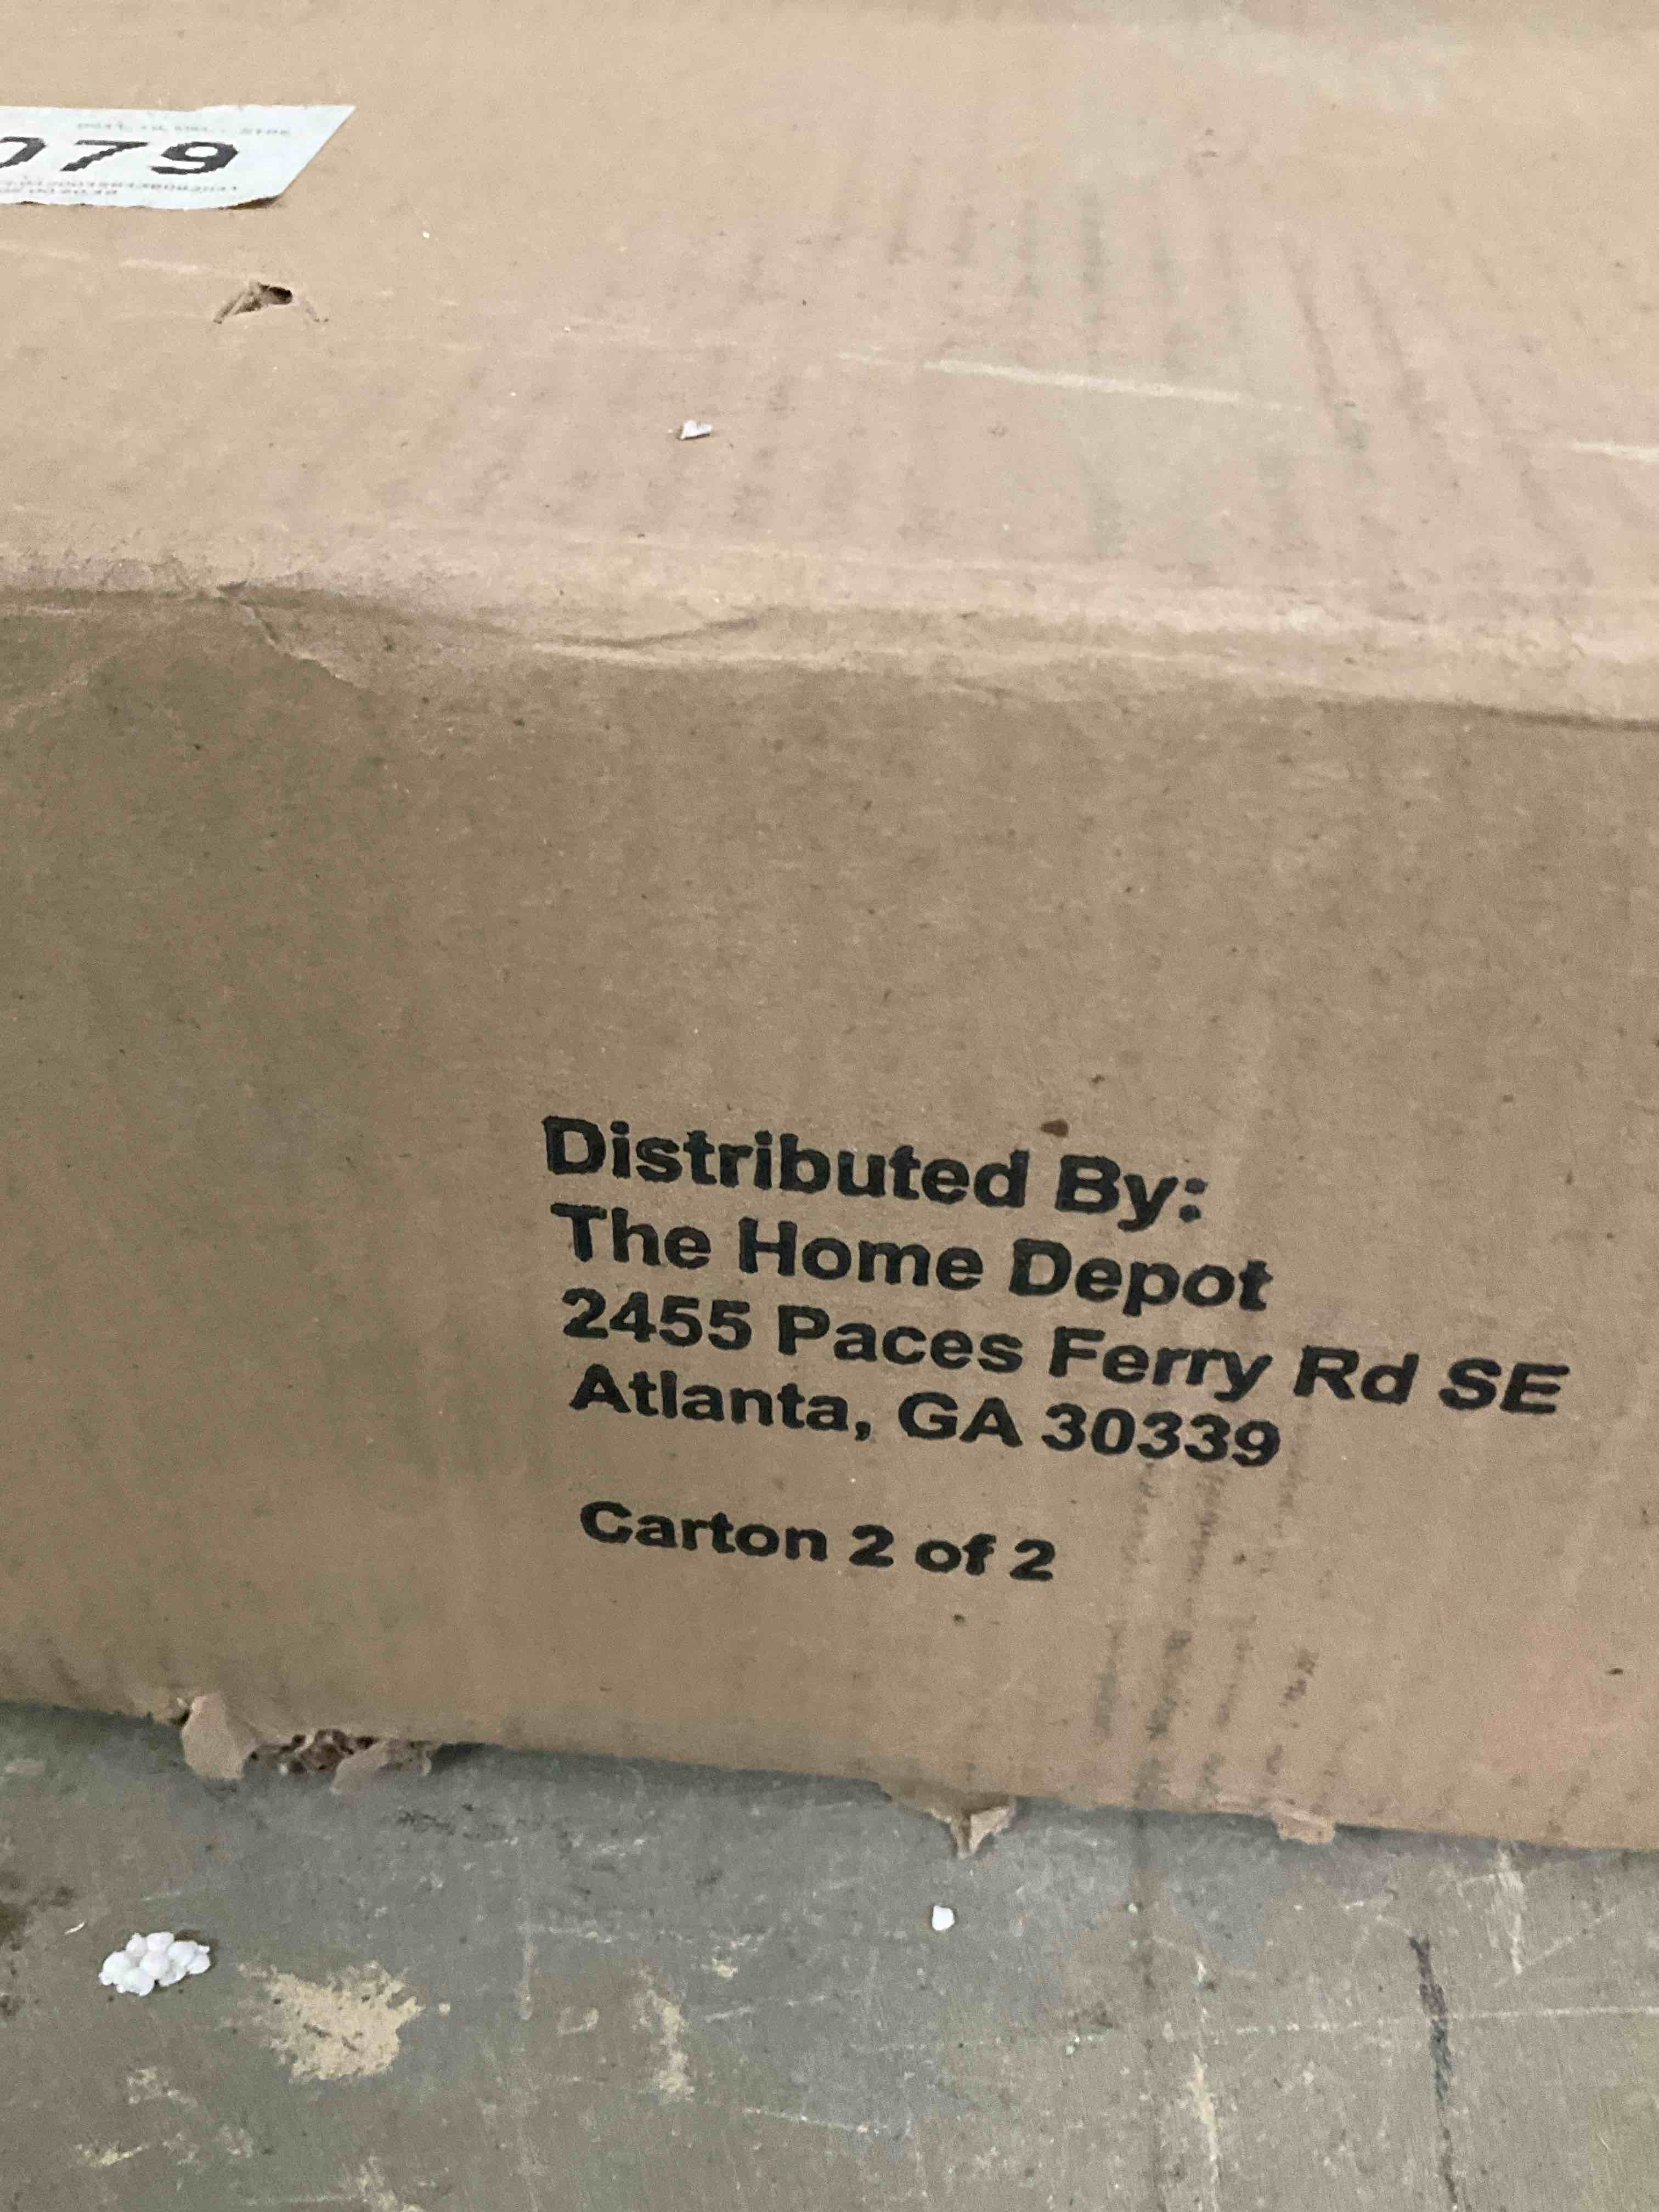 079
Distributed By:
The Home Depot
2455 Paces Ferry Rd SE
Atlanta, GA 30339
Carton 2 of 2